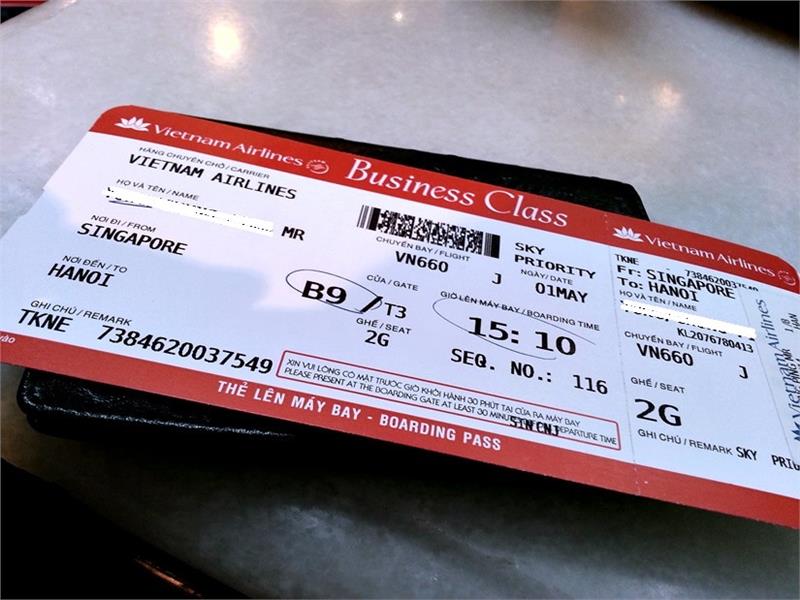 Vietnam Airlines
Business Class
HÃNG CHUYÊN CHỞ / CARRIER
VIETNAM AIRLINES
HỌ VÀ TÊN / NAME
MR
NƠI ĐI / FROM
SINGAPORE
NƠI ĐẾN / TO
HANOI
GHI CHÚ / REMARK
TKNE 7384620037549
CHUYẾN BAY / FLIGHT
VN660 J
SKY
PRIORITY
NGÀY / DATE
01MAY
CỬA / GATE
B9 / T3
GHẾ / SEAT
2G
GIỜ LÊN MÁY BAY / BOARDING TIME
15: 10
SEQ. NO.: 116
XIN VUI LÒNG CÓ MẶT TRƯỚC GIỜ KHỞI HÀNH 30 PHÚT TẠI CỬA RA MÁY BAY
PLEASE PRESENT AT THE BOARDING GATE AT LEAST 30 DEPARTURE TIME
THẺ LÊN MÁY BAY - BOARDING PASS
Vietnam Airlines
TKNE
Fr: SINGAPORE
To: HANOI
HỌ VÀ TÊN / NAME
KL2076780413
CHUYẾN BAY / FLIGHT
VN660 J
GHẾ / SEAT
2G
GHI CHÚ / REMARK SKY
Vietnam Airlines